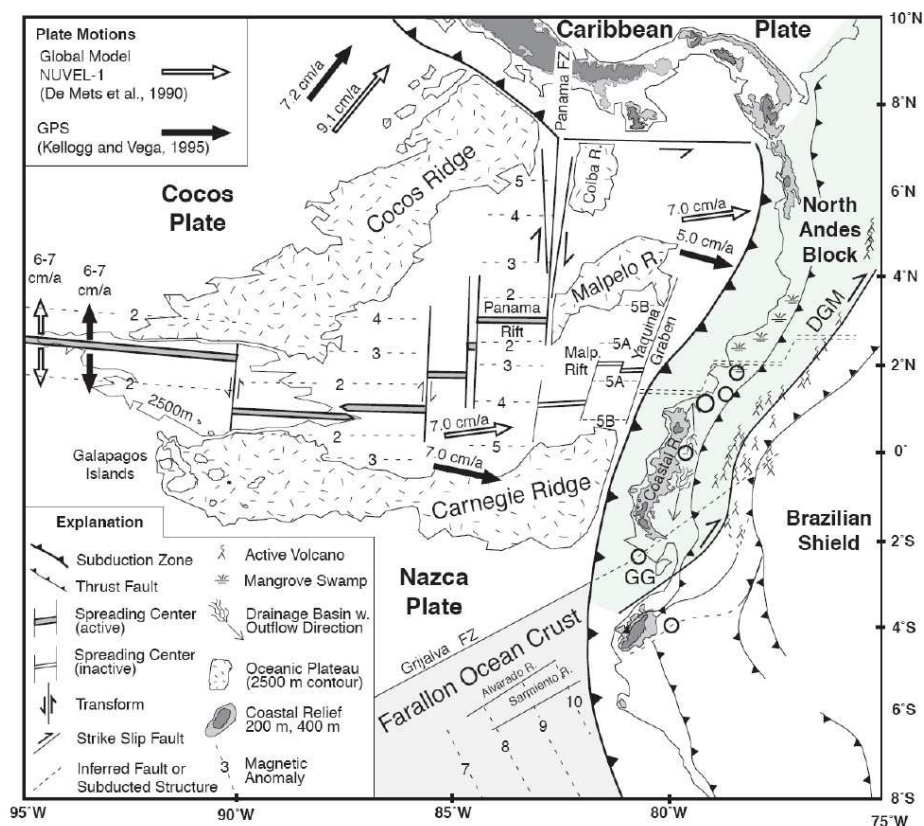 Plate Motions
Global Model
NUVEL-1
(De Mets et al., 1990)
GPS
(Kellogg and Vega, 1995)
7.2 cm/a
9.1 cm/a
Caribbean Plate
Panama FZ
10°N
8°N
6°N
4°N
2°N
0°
2°S
4°S
6°S
8°S
Cocos
Plate
Cocos Ridge
Coiba R.
5
4
3
2
7.0 cm/a
5.0 cm/a
North
Andes
Block
DGM
Malpelo R.
6-7
cm/a
6-7
cm/a
2
4
3
2
Panama
Rift
2
3
5B
5A
Malp.
Rift
5A
5B
Yaquina
Graben
2
2
3
4
2500m
2
3
5
7.0 cm/a
7.0 cm/a
Galapagos
Islands
Carnegie Ridge
Coastal R.
Brazilian
Shield
GG
Nazca
Plate
Grijalva FZ
Farallon Ocean Crust
Alvarado R.
Sarmiento R.
7
8
9
10
Explanation
Subduction Zone
Thrust Fault
Spreading Center
(active)
Spreading Center
(inactive)
Transform
Strike Slip Fault
Inferred Fault or
Subducted Structure
Active Volcano
Mangrove Swamp
Drainage Basin w.
Outflow Direction
Oceanic Plateau
(2500 m contour)
Coastal Relief
200 m, 400 m
3 Magnetic
Anomaly
95°W
90°W
85°W
80°W
75°W